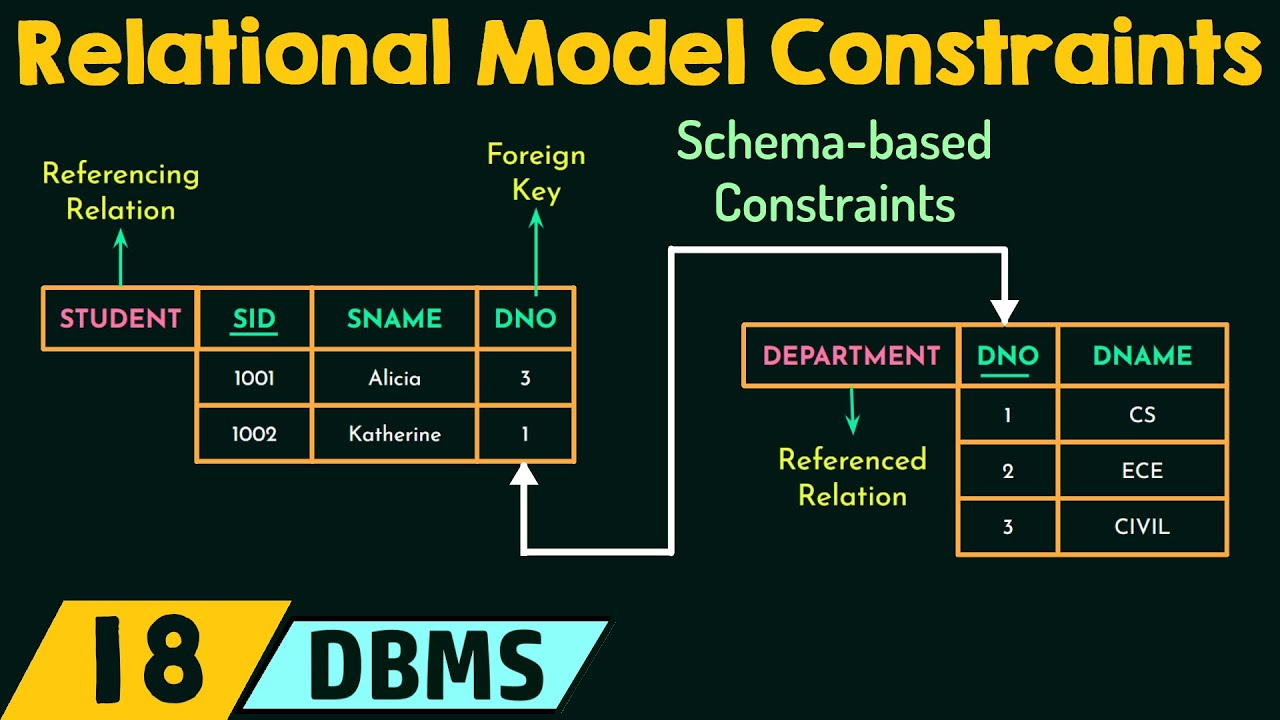 Relational Model Constraints
Schema-based
Constraints
Referencing
Relation
Foreign
Key
STUDENT SID SNAME DNO
1001 Alicia 3
1002 Katherine 1
DEPARTMENT DNO DNAME
1 CS
2 ECE
3 CIVIL
Referenced
Relation
18 DBMS